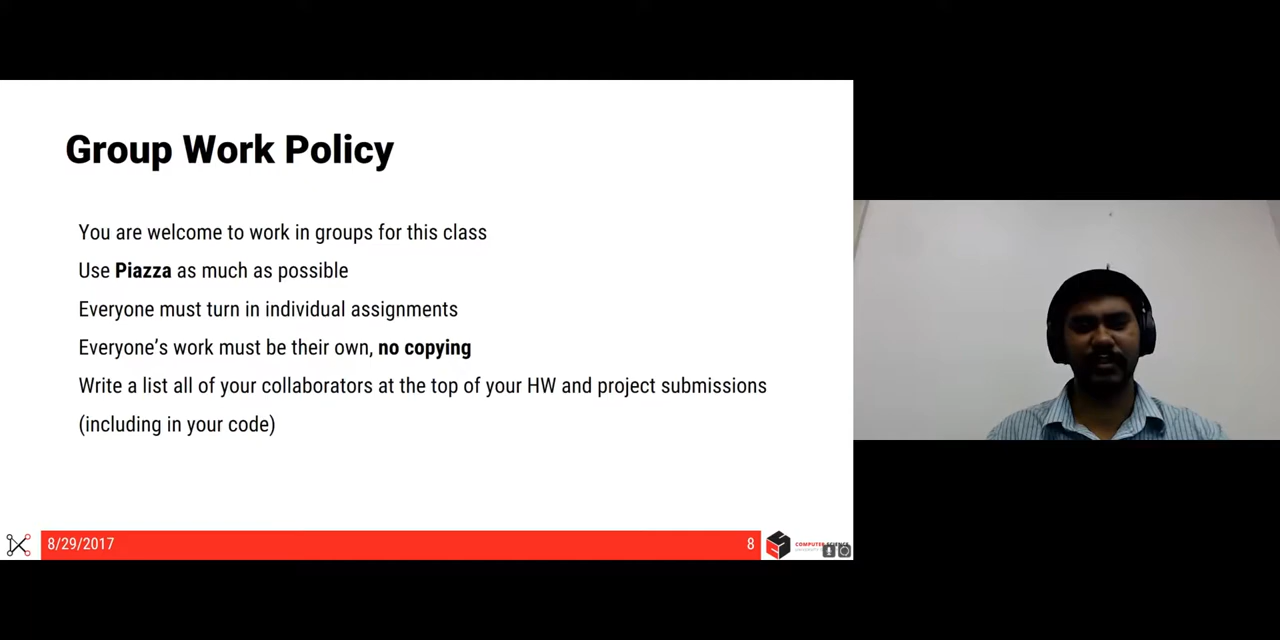 Group Work Policy
You are welcome to work in groups for this class
Use Piazza as much as possible
Everyone must turn in individual assignments
Everyone’s work must be their own, no copying
Write a list all of your collaborators at the top of your HW and project submissions
(including in your code)
8/29/2017
8
COMPUTER SCIENCE